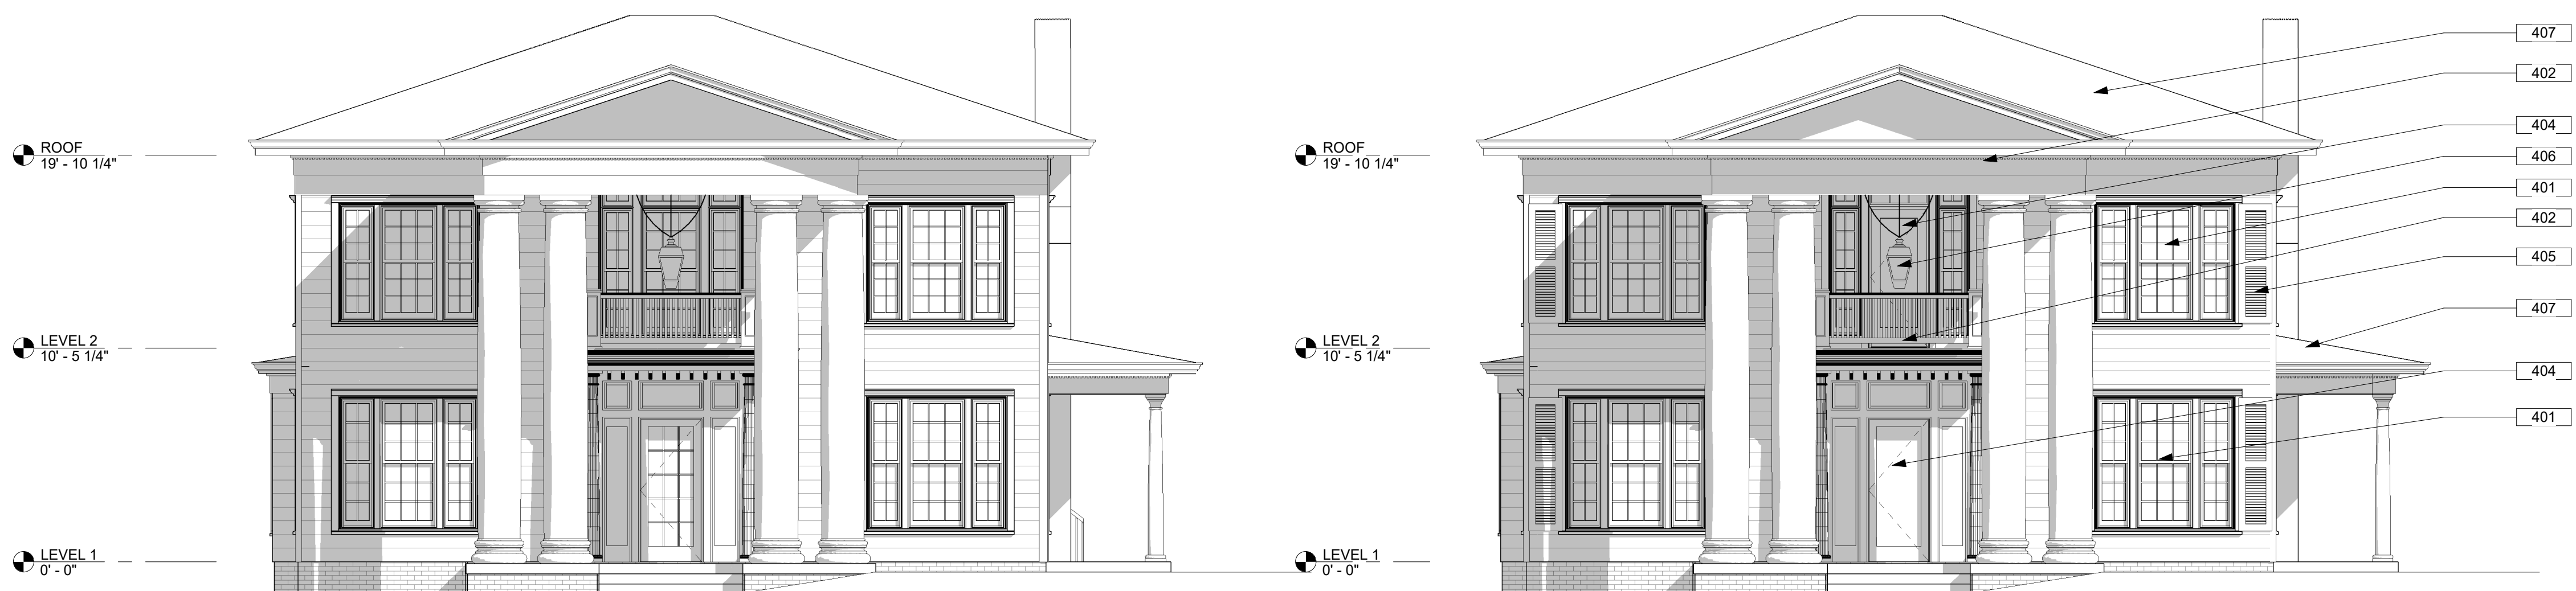 ROOF
19' - 10 1/4"
LEVEL 2
10' - 5 1/4"
LEVEL 1
0' - 0"
ROOF
19' - 10 1/4"
LEVEL 2
10' - 5 1/4"
LEVEL 1
0' - 0"
407
402
404
406
401
402
405
407
404
401